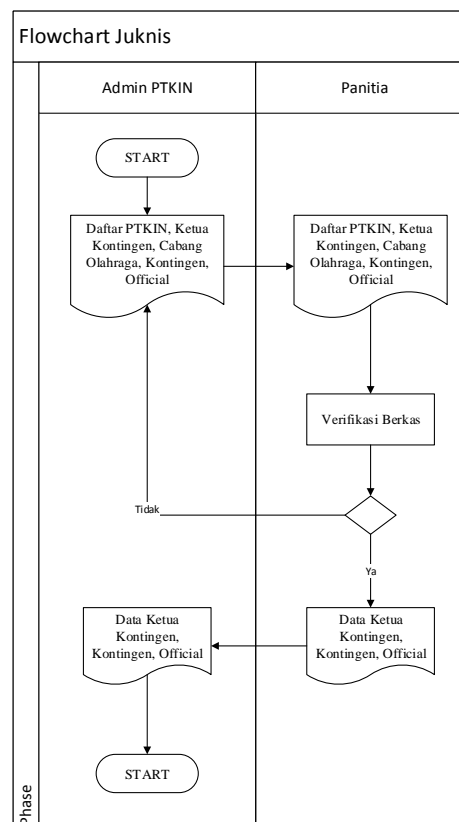 Flowchart Juknis
Admin PTKIN
Panitia
START
Daftar PTKIN, Ketua
Kontingen, Cabang
Olahraga, Kontingen,
Official
Daftar PTKIN, Ketua
Kontingen, Cabang
Olahraga, Kontingen,
Official
Verifikasi Berkas
Tidak
Ya
Data Ketua
Kontingen,
Kontingen, Official
Data Ketua
Kontingen,
Kontingen, Official
START
Phase